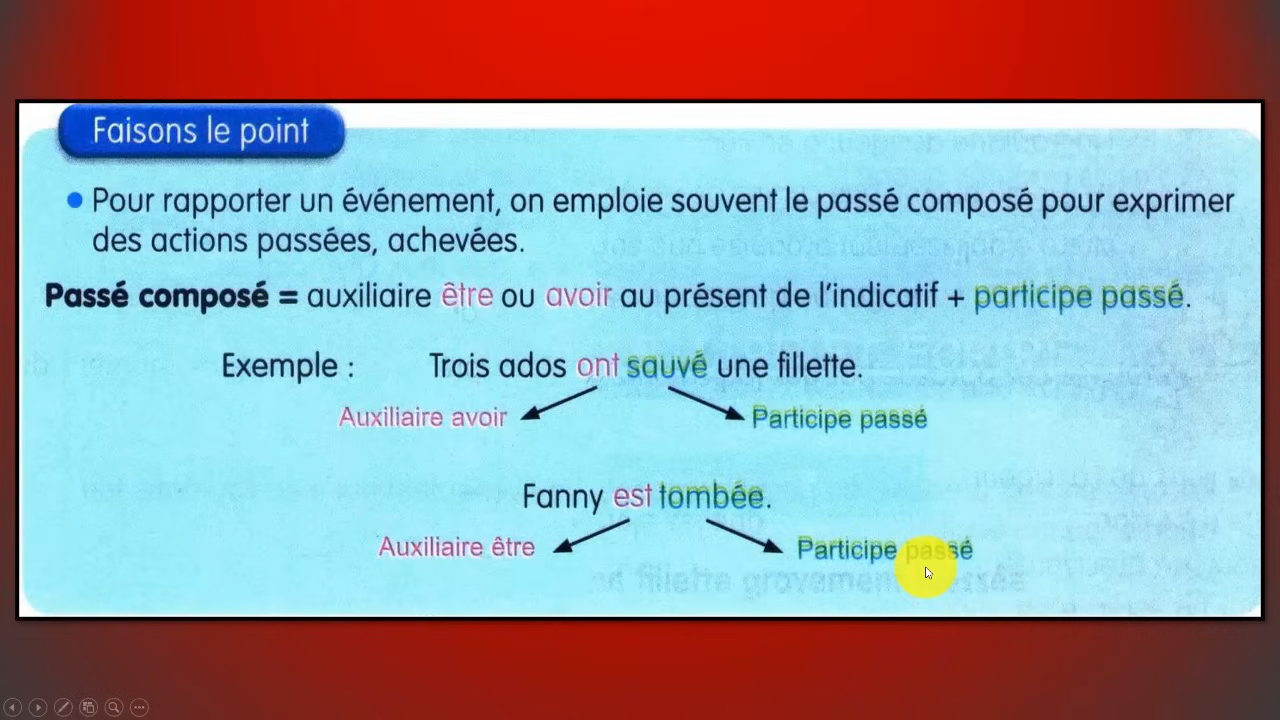 Faisons le point
Pour rapporter un événement, on emploie souvent le passé composé pour exprimer
des actions passées, achevées.
Passé composé = auxiliaire être ou avoir au présent de l'indicatif + participe passé.
Exemple : Trois ados ont sauvé une fillette.
Auxiliaire avoir Participe passé
Fanny est tombée.
Auxiliaire être Participe passé